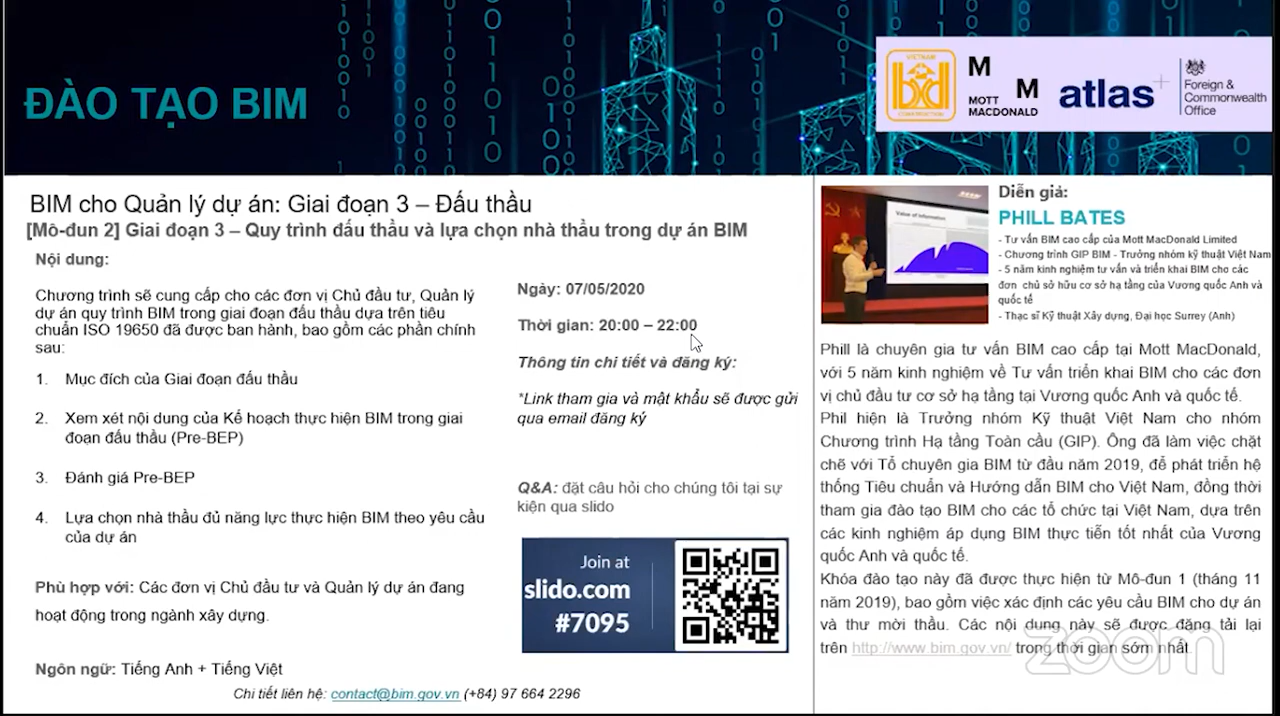 ĐÀO TẠO BIM
VIETNAM
CONSTRUCTION
M
M
MOTT
MACDONALD
atlas
Foreign &
Commonwealth
Office
BIM cho Quản lý dự án: Giai đoạn 3 – Đấu thầu
[Mô-đun 2] Giai đoạn 3 – Quy trình đấu thầu và lựa chọn nhà thầu trong dự án BIM
Nội dung:
Chương trình sẽ cung cấp cho các đơn vị Chủ đầu tư, Quản lý
dự án quy trình BIM trong giai đoạn đấu thầu dựa trên tiêu
chuẩn ISO 19650 đã được ban hành, bao gồm các phần chính
sau:
1. Mục đích của Giai đoạn đấu thầu
2. Xem xét nội dung của Kế hoạch thực hiện BIM trong giai
đoạn đấu thầu (Pre-BEP)
3. Đánh giá Pre-BEP
4. Lựa chọn nhà thầu đủ năng lực thực hiện BIM theo yêu cầu
của dự án
Phù hợp với: Các đơn vị Chủ đầu tư và Quản lý dự án đang
hoạt động trong ngành xây dựng.
Ngôn ngữ: Tiếng Anh + Tiếng Việt
Chi tiết liên hệ: contact@bim.gov.vn (+84) 97 664 2296
Ngày: 07/05/2020
Thời gian: 20:00 – 22:00
Thông tin chi tiết và đăng ký:
*Link tham gia và mật khẩu sẽ được gửi
qua email đăng ký
Q&A: đặt câu hỏi cho chúng tôi tại sự
kiện qua slido
Join at
slido.com
#7095
Value of Information
Diễn giả:
PHILL BATES
- Tư vấn BIM cao cấp của Mott MacDonald Limited
- Chương trình GIP BIM - Trưởng nhóm kỹ thuật Việt Nam
- 5 năm kinh nghiệm tư vấn và triển khai BIM cho các
đơn chủ sở hữu cơ sở hạ tầng của Vương quốc Anh và
quốc tế
- Thạc sĩ Kỹ thuật Xây dựng, Đại học Surrey (Anh)
Phill là chuyên gia tư vấn BIM cao cấp tại Mott MacDonald,
với 5 năm kinh nghiệm về Tư vấn triển khai BIM cho các đơn
vị chủ đầu tư cơ sở hạ tầng tại Vương quốc Anh và quốc tế.
Phil hiện là Trưởng nhóm Kỹ thuật Việt Nam cho nhóm
Chương trình Hạ tầng Toàn cầu (GIP). Ông đã làm việc chặt
chẽ với Tổ chuyên gia BIM từ đầu năm 2019, để phát triển hệ
thống Tiêu chuẩn và Hướng dẫn BIM cho Việt Nam, đồng thời
tham gia đào tạo BIM cho các tổ chức tại Việt Nam, dựa trên
các kinh nghiệm áp dụng BIM thực tiễn tốt nhất của Vương
quốc Anh và quốc tế.
Khóa đào tạo này đã được thực hiện từ Mô-đun 1 (tháng 11
năm 2019), bao gồm việc xác định các yêu cầu BIM cho dự án
và thư mời thầu. Các nội dung này sẽ được đăng tải lại
trên http://www.bim.gov.vn/ trong thời gian sớm nhất.
zoom